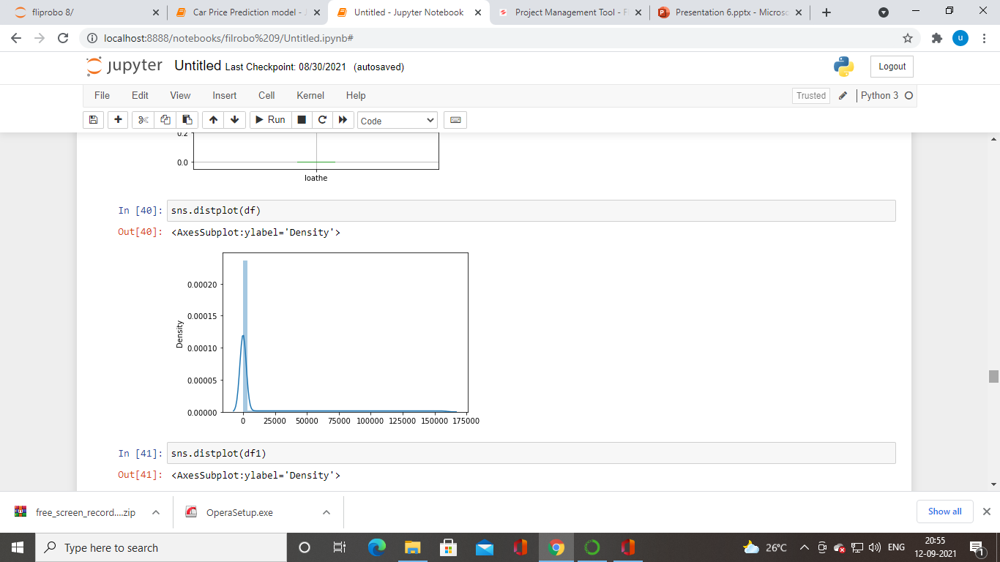 fliprobo 8/
Car Price Prediction model - J
Untitled - Jupyter Notebook
Project Management Tool - F
Presentation 6.pptx - Microso
localhost:8888/notebooks/filrobo%209/Untitled.ipynb#
u
jupyter Untitled Last Checkpoint: 08/30/2021 (autosaved)
Logout
File Edit View Insert Cell Kernel Help
Trusted Python 3
Run Code
0.2
0.0
loathe
In [40]: sns.distplot(df)
Out[40]: <AxesSubplot:ylabel='Density'>
0.00020
0.00015
0.00010
0.00005
0.00000
Density
0 25000 50000 75000 100000 125000 150000 175000
In [41]: sns.distplot(df1)
Out[41]: <AxesSubplot:ylabel='Density'>
free_screen_record....zip
OperaSetup.exe
Show all
Type here to search
26°C
ENG
20:55
12-09-2021
1